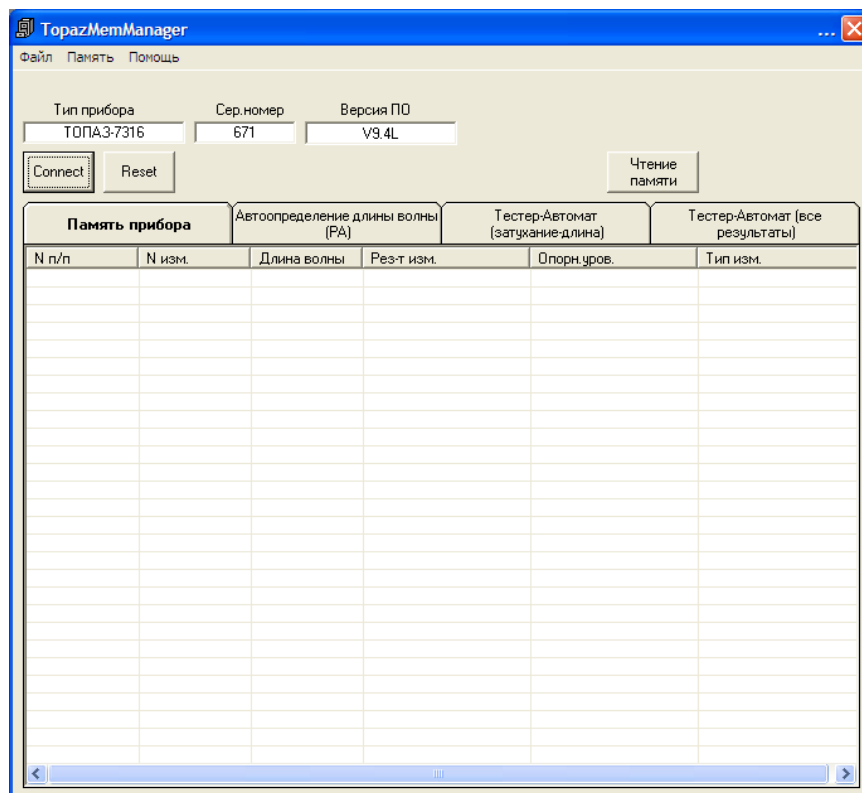 TopazMemManager ...
Файл Память Помощь
Тип прибора Сер.номер Версия ПО
ТОПАЗ-7316 671 V9.4L
Connect Reset Чтение
памяти
Память прибора
Автоопределение длины волны
(PA)
Тестер-Автомат
(затухание-длина)
Тестер-Автомат (все
результаты)
N п/п N изм. Длина волны Рез-т изм. Опорн.уров. Тип изм.